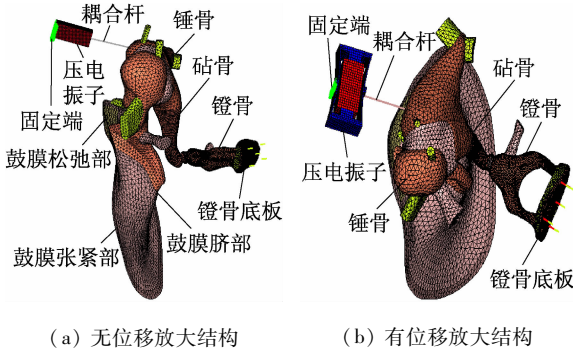 耦合杆
锤骨
固定端
砧骨
压电
振子
镫骨
固定端
鼓膜松弛部
镫骨底板
鼓膜脐部
鼓膜张紧部
(a) 无位移放大结构
固定端
耦合杆
砧骨
镫骨
压电振子
锤骨
镫骨底板
(b) 有位移放大结构